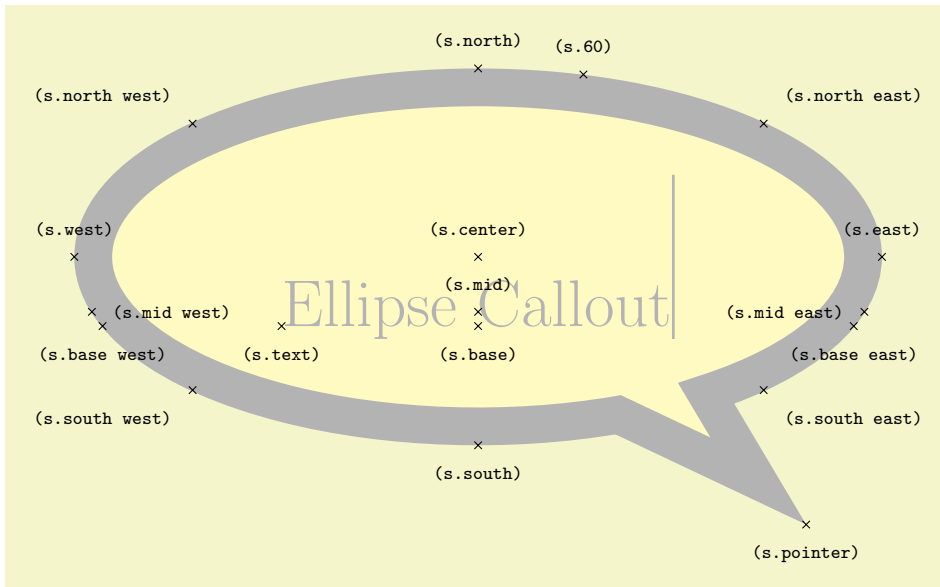 (s.north)
(s.60)
(s.north west)
(s.north east)
(s.west)
(s.center)
(s.east)
(s.mid)
Ellipse Callout
(s.mid west)
(s.mid east)
(s.base west)
(s.text)
(s.base)
(s.base east)
(s.south west)
(s.south east)
(s.south)
(s.pointer)